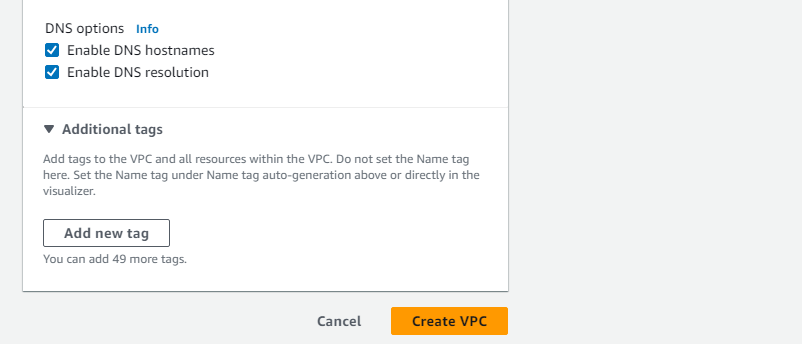 DNS options Info
Enable DNS hostnames
Enable DNS resolution
Additional tags
Add tags to the VPC and all resources within the VPC. Do not set the Name tag
here. Set the Name tag under Name tag auto-generation above or directly in the
visualizer.
Add new tag
You can add 49 more tags.
Cancel Create VPC